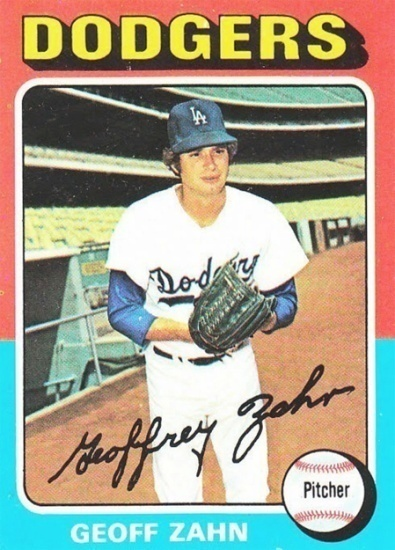 DODGERS
LA
Dodgers
Geoffrey Zahn
Pitcher
GEOFF ZAHN